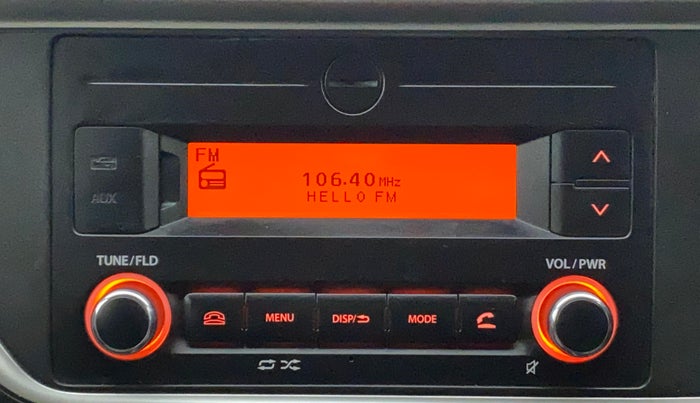 FM
106.40 MHz
HELLO FM
AUX
TUNE/FLD
VOL/PWR
MENU
DISP/
MODE